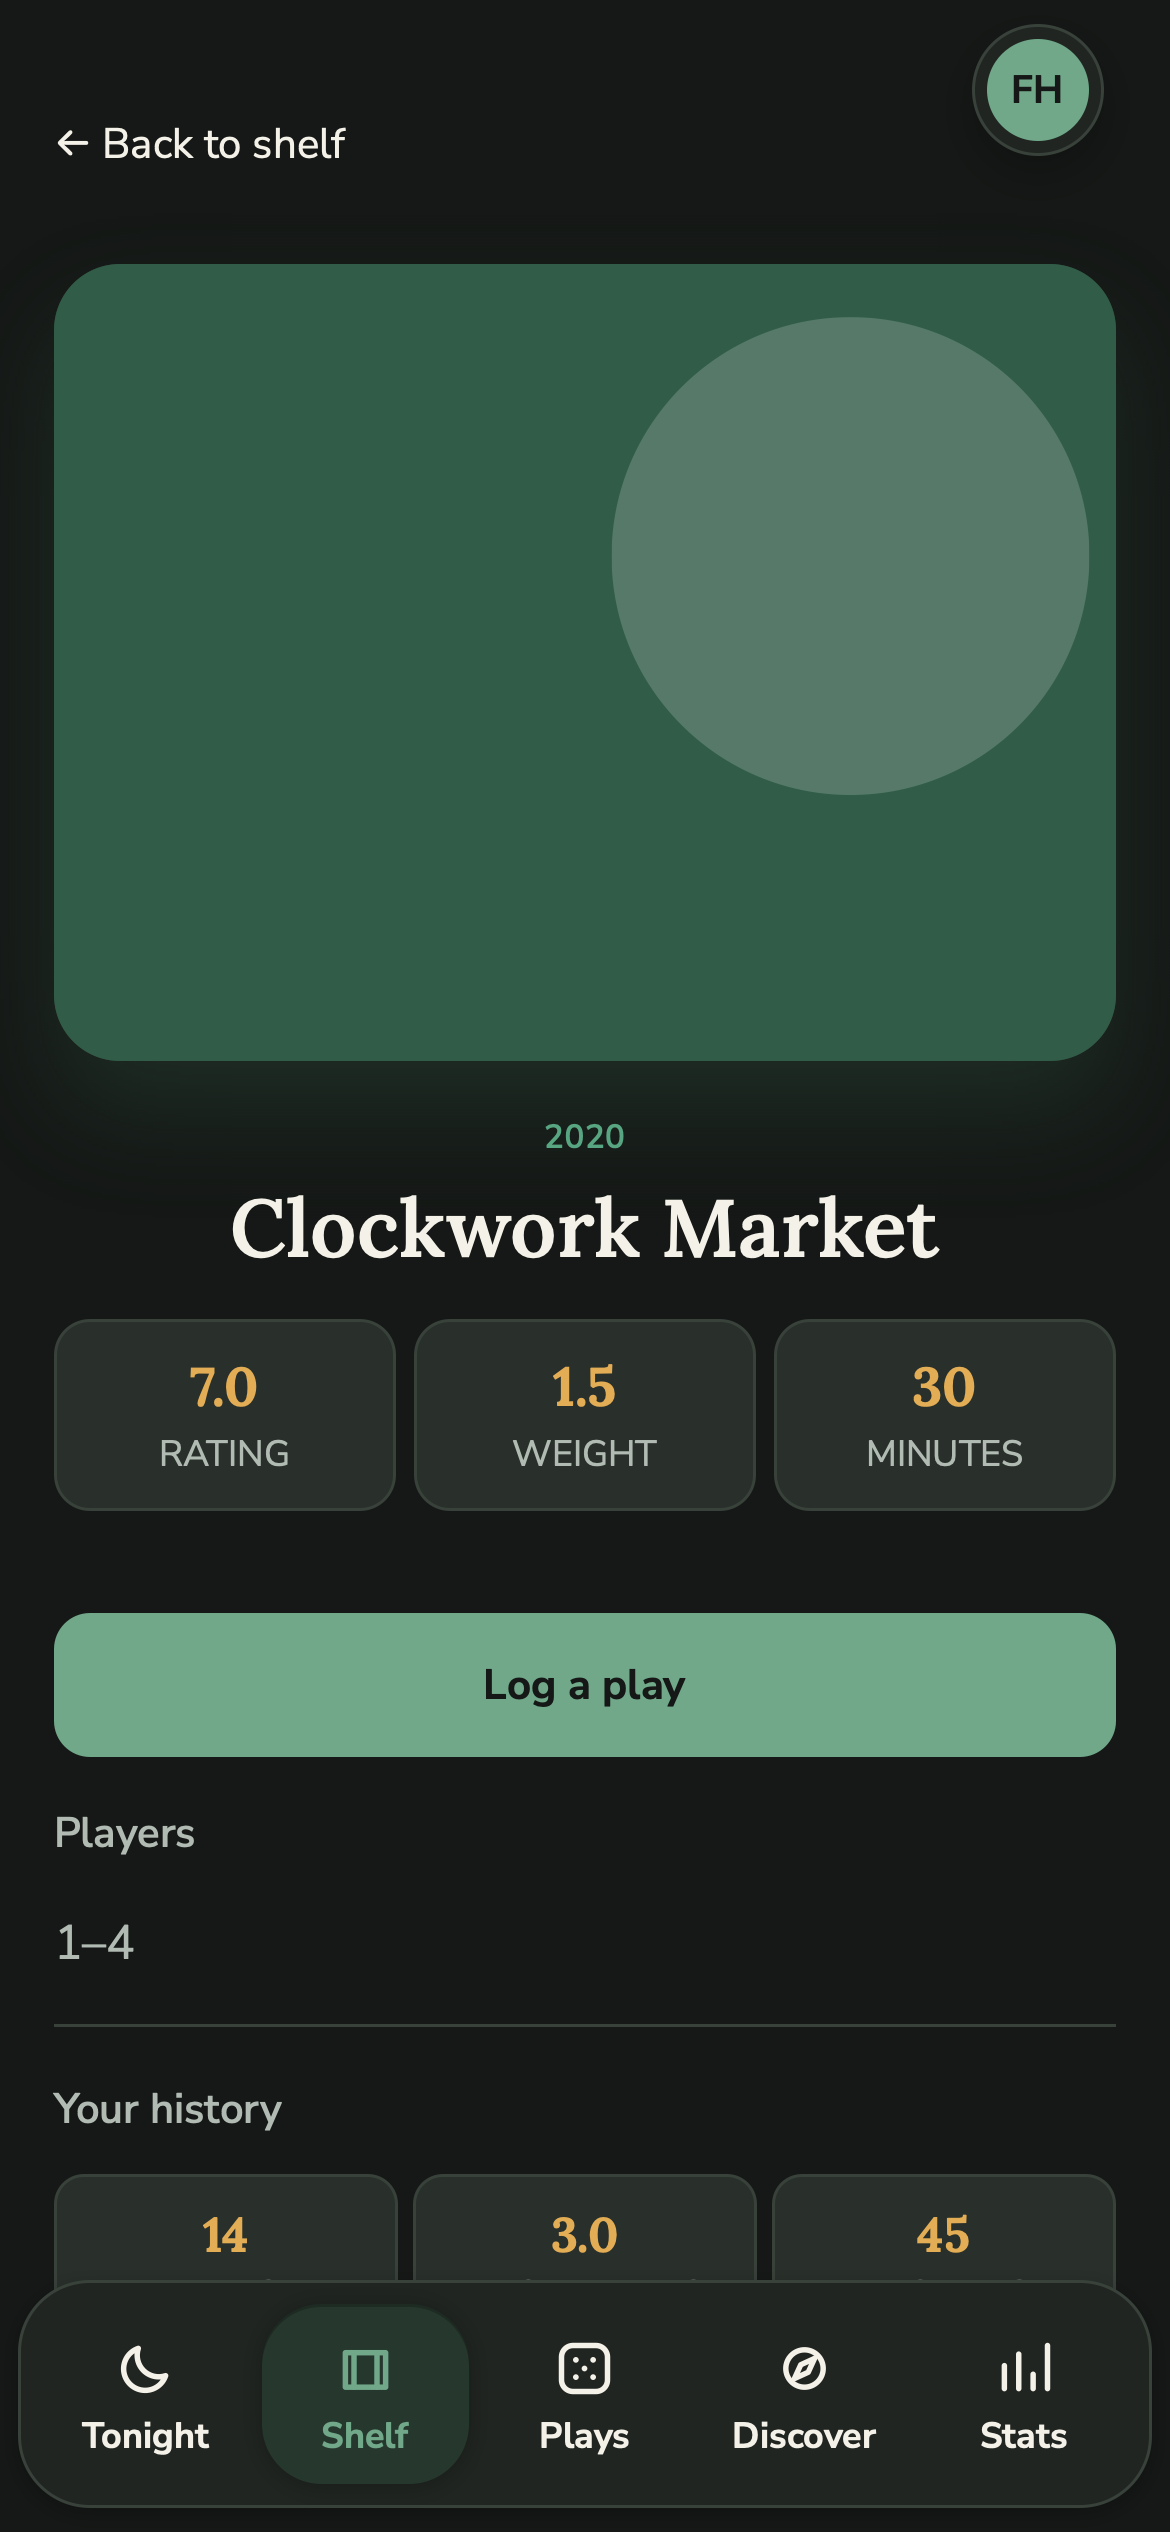 FH
← Back to shelf
2020
Clockwork Market
7.0
RATING
1.5
WEIGHT
30
MINUTES
Log a play
Players
1–4
Your history
14
3.0
45
Tonight
Shelf
Plays
Discover
Stats